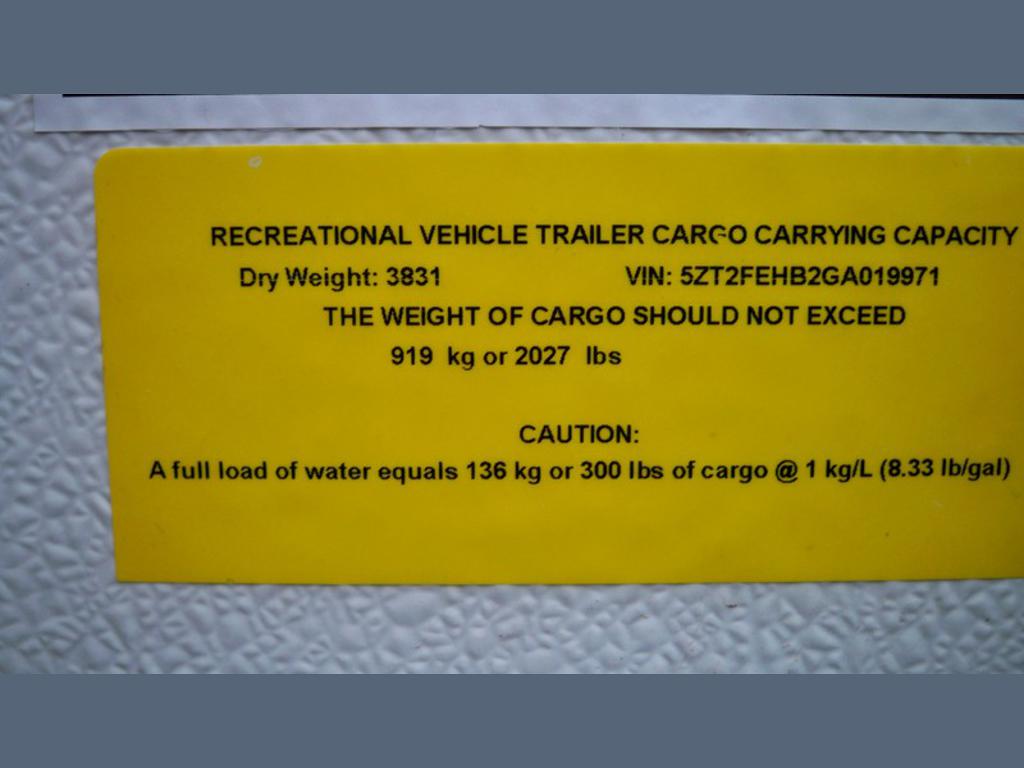 RECREATIONAL VEHICLE TRAILER CARGO CARRYING CAPACITY
Dry Weight: 3831 VIN: 5ZT2FEHB2GA019971
THE WEIGHT OF CARGO SHOULD NOT EXCEED
919 kg or 2027 lbs
CAUTION:
A full load of water equals 136 kg or 300 lbs of cargo @ 1 kg/L (8.33 lb/gal)